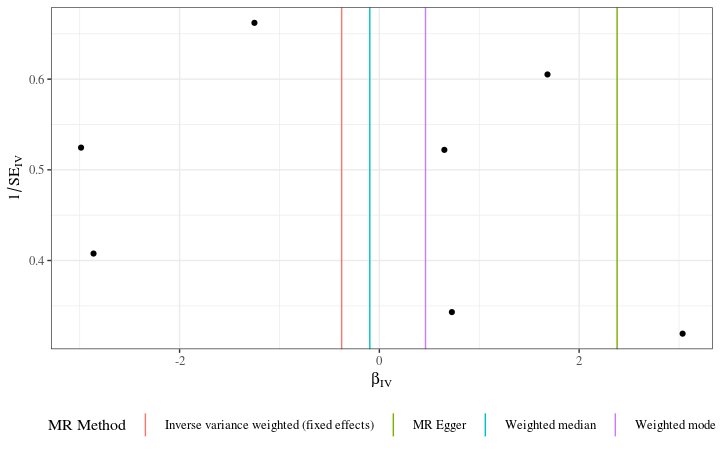 1/SE_IV
0.6
0.5
0.4
-2
0
2
β_IV
MR Method
Inverse variance weighted (fixed effects)
MR Egger
Weighted median
Weighted mode